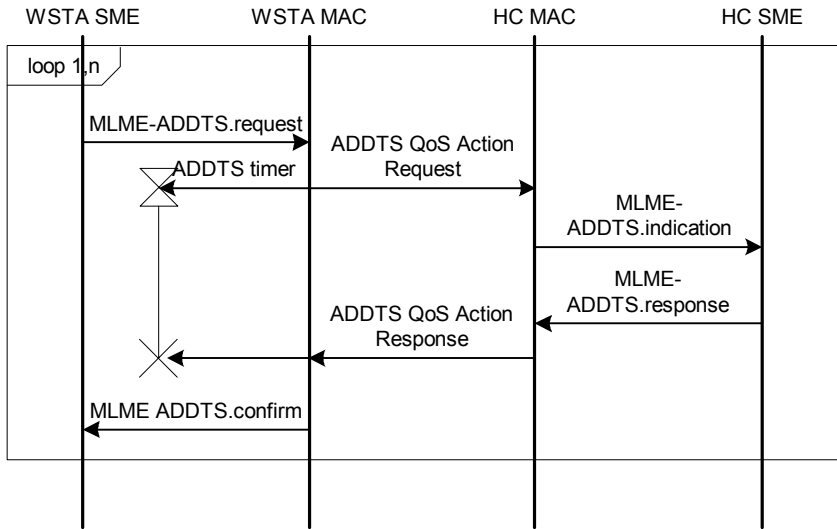 WSTA SME
WSTA MAC
HC MAC
HC SME
loop 1,n
MLME-ADDTS.request
ADDTS timer
ADDTS QoS Action
Request
MLME-
ADDTS.indication
MLME-
ADDTS.response
ADDTS QoS Action
Response
MLME ADDTS.confirm